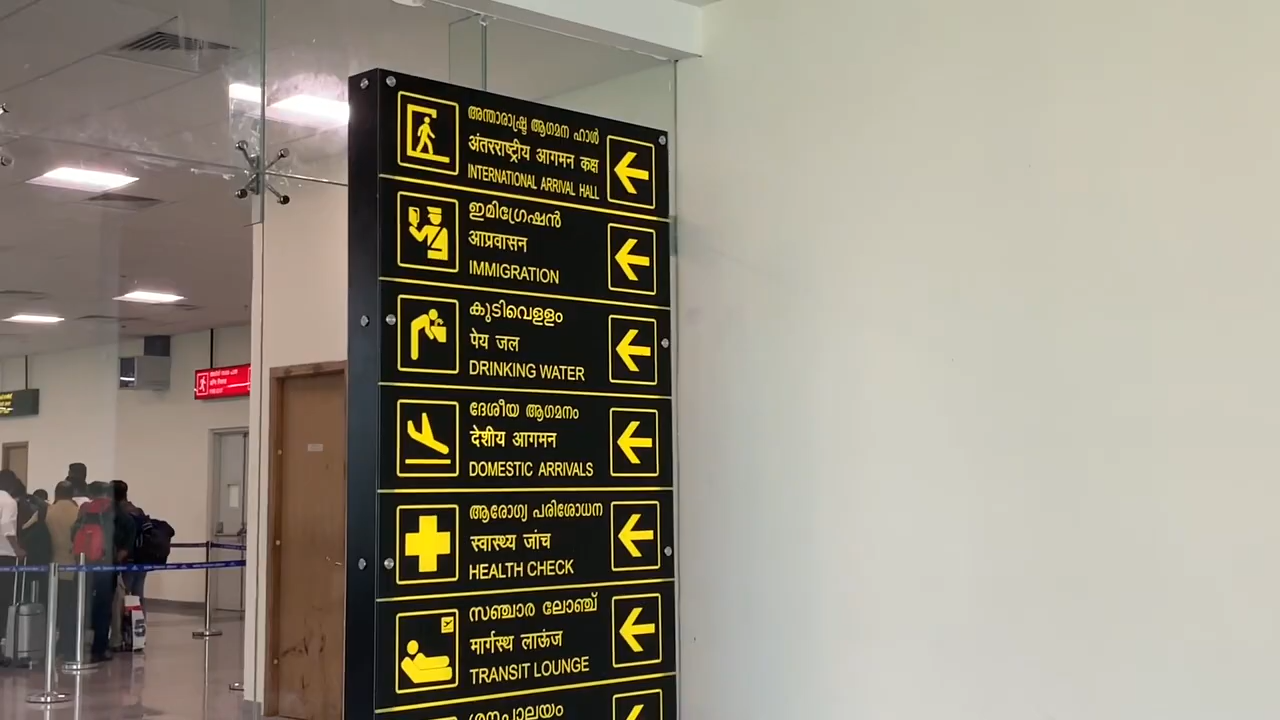 അന്താരാഷ്ട്ര ആഗമന ഹാൾ
अंतरराष्ट्रीय आगमन कक्ष
INTERNATIONAL ARRIVAL HALL
ഇമിഗ്രേഷൻ
आप्रवासन
IMMIGRATION
കുടിവെള്ളം
पेय जल
DRINKING WATER
ദേശീയ ആഗമനം
देशीय आगमन
DOMESTIC ARRIVALS
ആരോഗ്യ പരിശോധന
स्वास्थ्य जांच
HEALTH CHECK
സഞ്ചാര ലോഞ്ച്
मार्गस्थ लाऊंज
TRANSIT LOUNGE
ശൗചാലയം